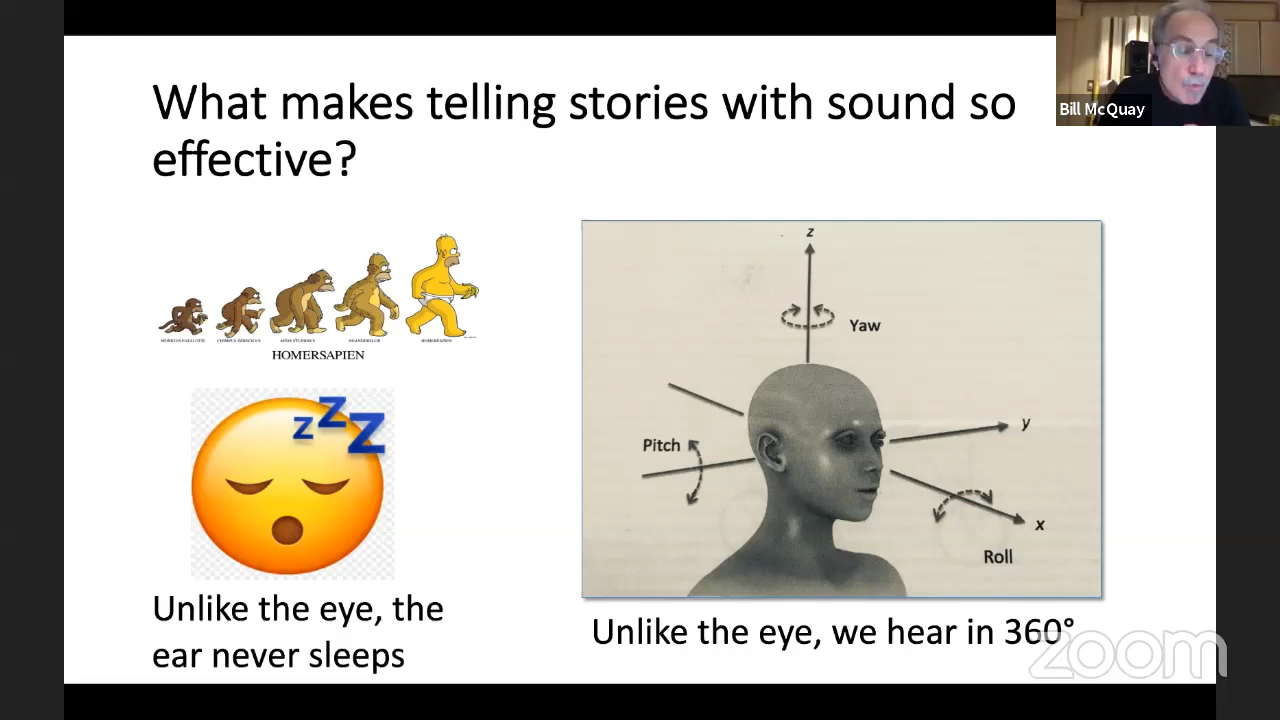 What makes telling stories with sound so
effective?
Bill McQuay
HOMERSAPIEN
Unlike the eye, the
ear never sleeps
z
Yaw
y
Pitch
x
Roll
Unlike the eye, we hear in 360°
zoom
z z z